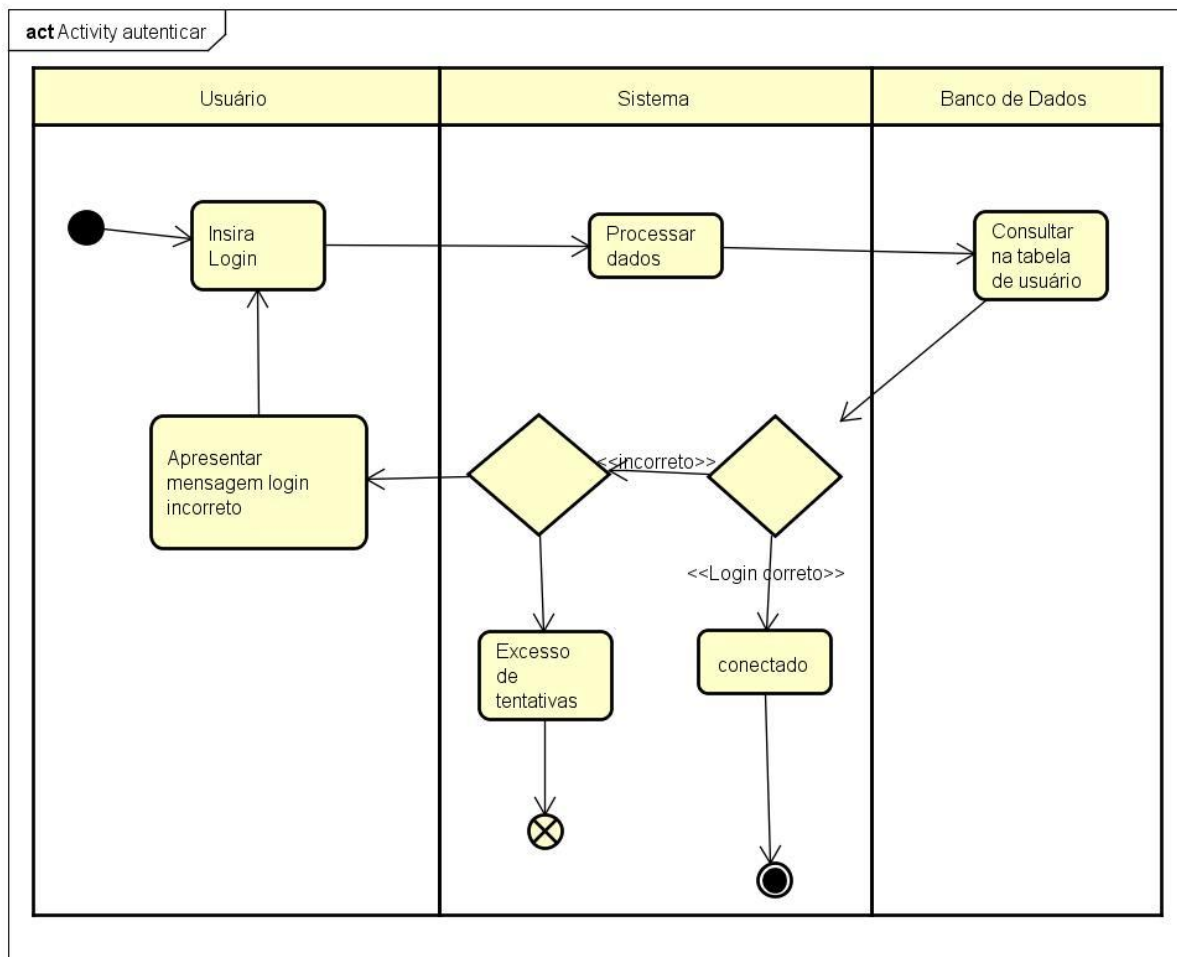 act Activity autenticar
Usuário
Sistema
Banco de Dados
Insira
Login
Processar
dados
Consultar
na tabela
de usuário
Apresentar
mensagem login
incorreto
<<incorreto>>
<<Login correto>>
Excesso
de
tentativas
conectado